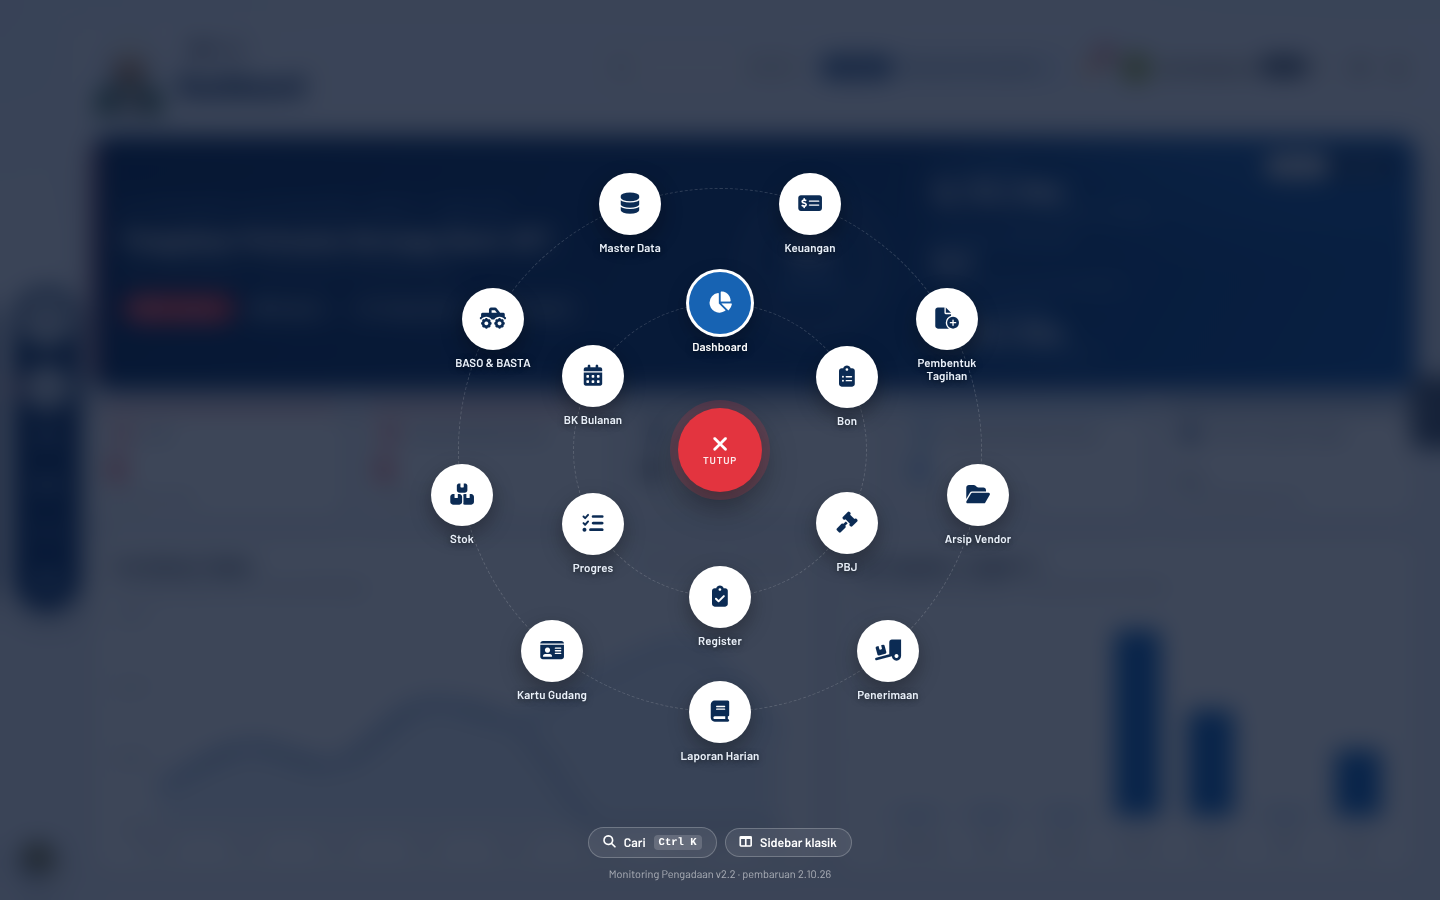 Master Data
Keuangan
Dashboard
BASO & BASTA
Pembentuk
Tagihan
BK Bulanan
Bon
TUTUP
Stok
Arsip Vendor
Progres
PBJ
Register
Kartu Gudang
Penerimaan
Laporan Harian
Cari Ctrl K
Sidebar klasik
Monitoring Pengadaan v2.2 · pembaruan 2.10.26